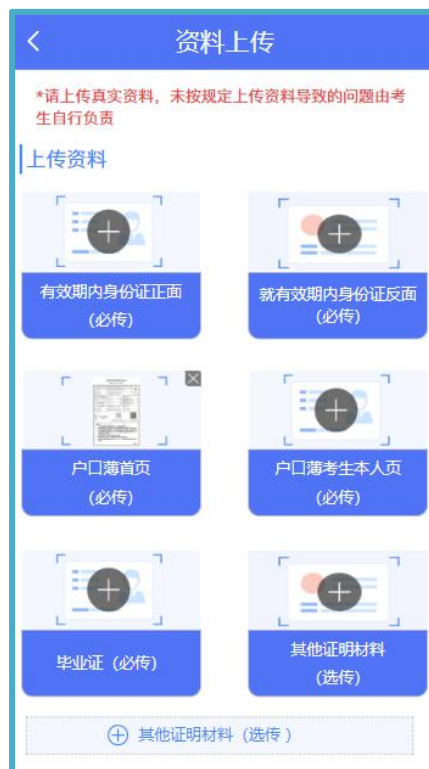 资料上传
*请上传真实资料，未按规定上传资料导致的问题由考
生自行负责
上传资料
有效期内身份证正面
(必传)
就有效期内身份证反面
(必传)
户口薄首页
(必传)
户口薄考生本人页
(必传)
毕业证（必传）
其他证明材料
(选传)
其他证明材料（选传 ）